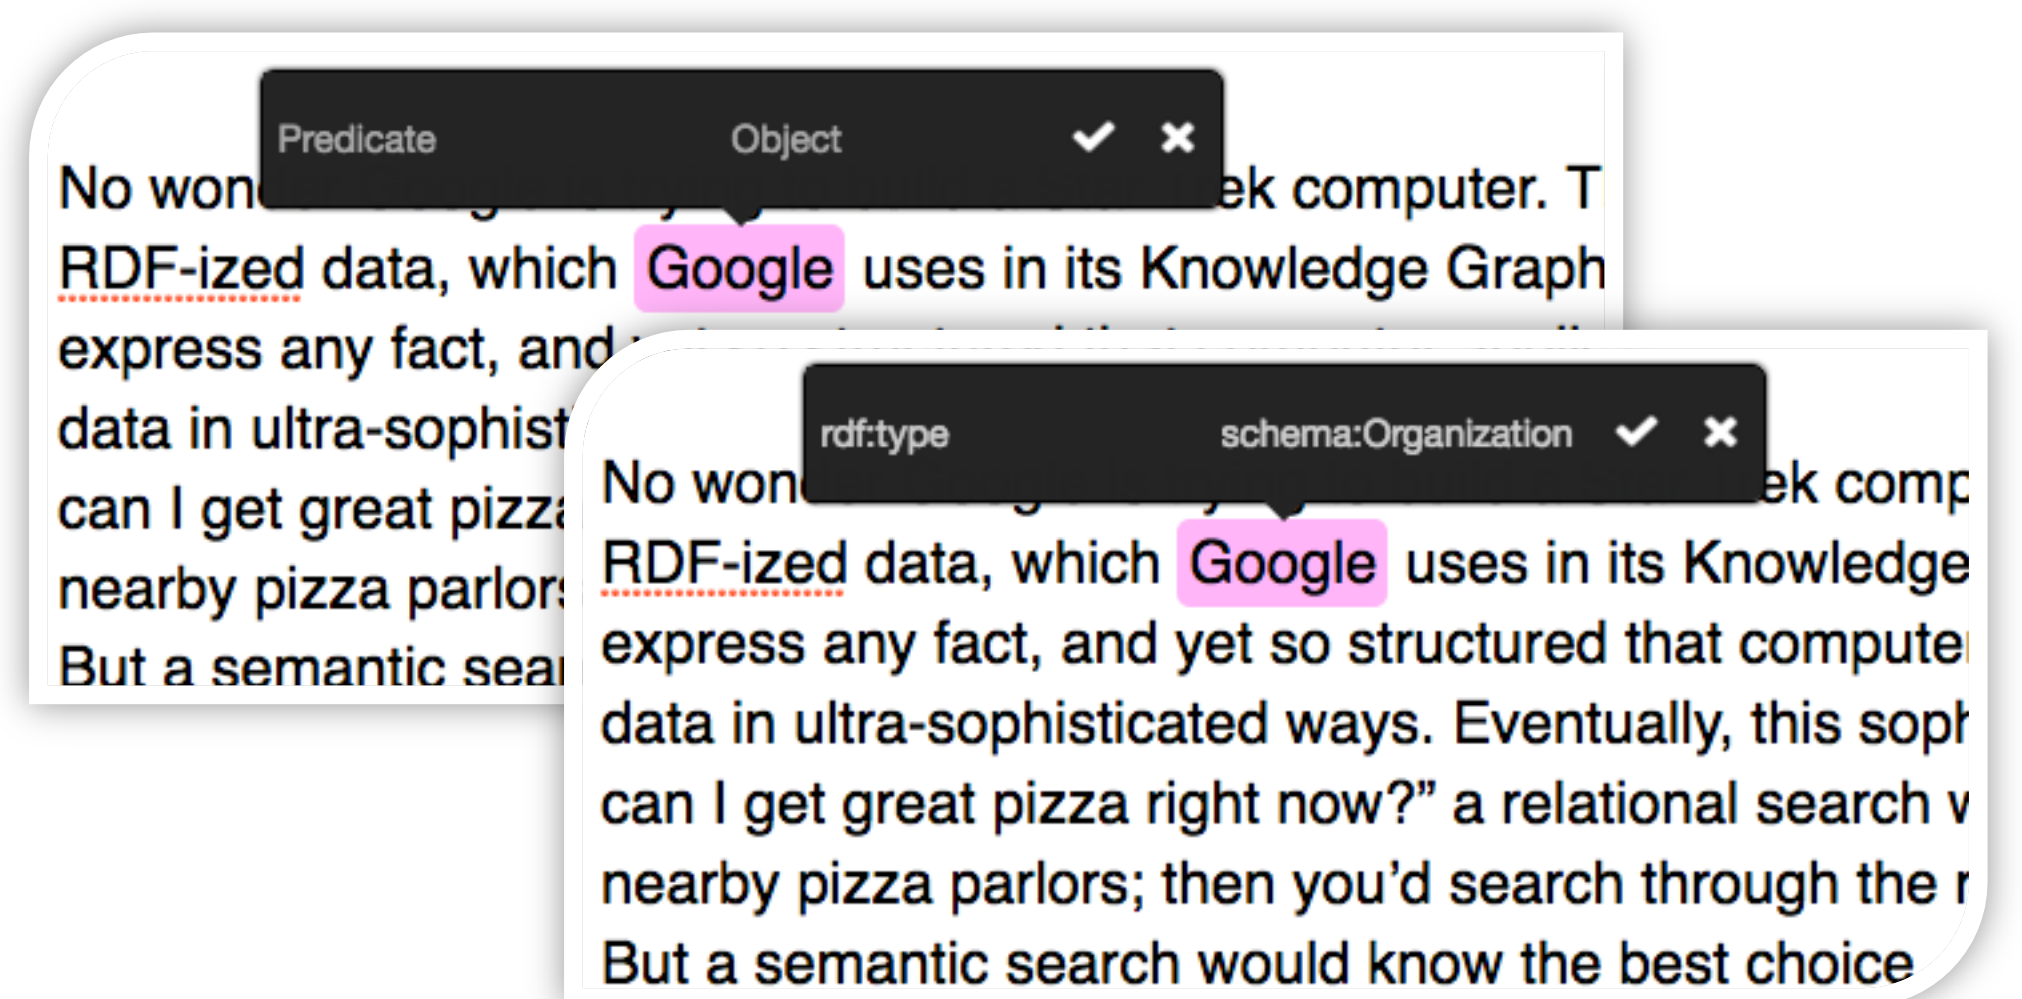 Predicate Object
No won ek computer. T
RDF-ized data, which Google uses in its Knowledge Graph
express any fact, and
data in ultra-sophist
can I get great pizza
nearby pizza parlors
But a semantic sear
rdf:type schema:Organization
No won ek comp
RDF-ized data, which Google uses in its Knowledge
express any fact, and yet so structured that computer
data in ultra-sophisticated ways. Eventually, this soph
can I get great pizza right now?” a relational search w
nearby pizza parlors; then you’d search through the r
But a semantic search would know the best choice